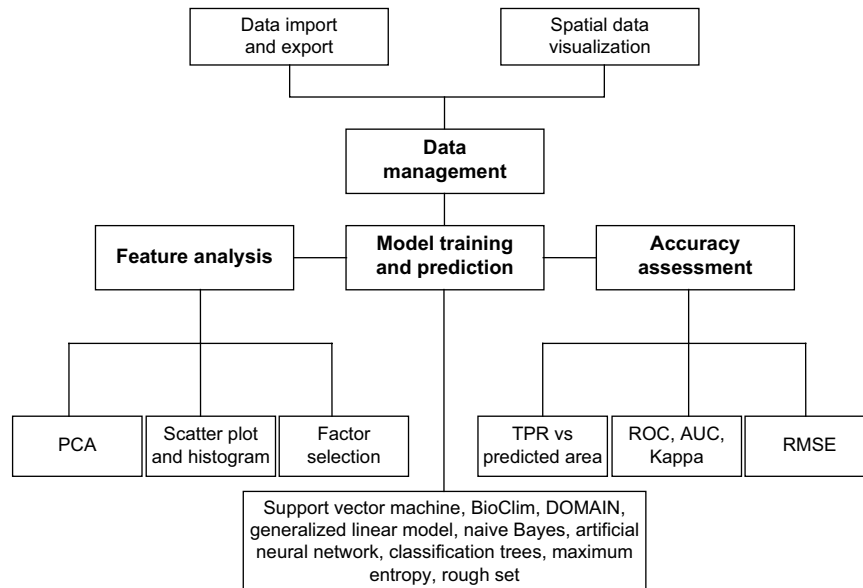 Data import
and export
Spatial data
visualization
Data
management
Feature analysis
Model training
and prediction
Accuracy
assessment
PCA
Scatter plot
and histogram
Factor
selection
TPR vs
predicted area
ROC, AUC,
Kappa
RMSE
Support vector machine, BioClim, DOMAIN,
generalized linear model, naive Bayes, artificial
neural network, classification trees, maximum
entropy, rough set